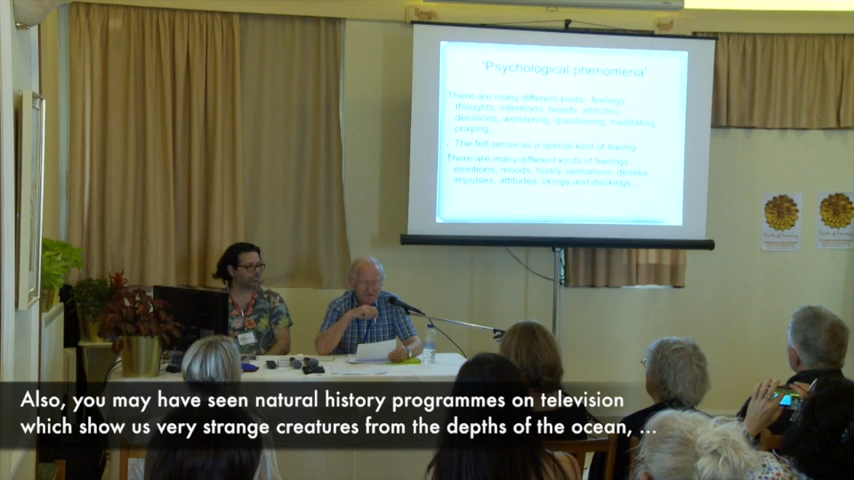 'Psychological phenomena'
There are many different kinds: feelings,
thoughts, intentions, beliefs, attitudes,
decisions, wondering, questioning, meditating,
praying.
The felt sense as a special kind of feeling.
There are many different kinds of feelings:
emotions, moods, bodily sensations, desires,
impulses, attitudes, likings and dislikings.
Also, you may have seen natural history programmes on television
which show us very strange creatures from the depths of the ocean, ...